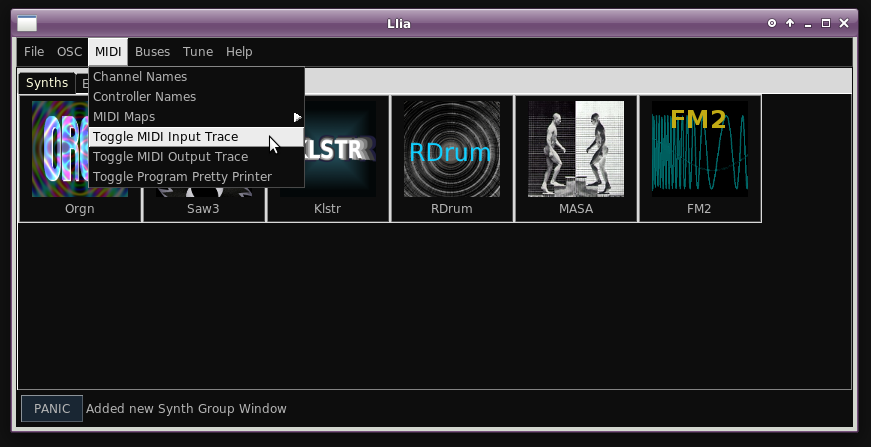 Llia
File OSC MIDI Buses Tune Help
Synths
Channel Names
Controller Names
MIDI Maps
Toggle MIDI Input Trace
Toggle MIDI Output Trace
Toggle Program Pretty Printer
KLSTR
RDrum
FM2
Orgn Saw3 Klstr RDrum MASA FM2
PANIC Added new Synth Group Window